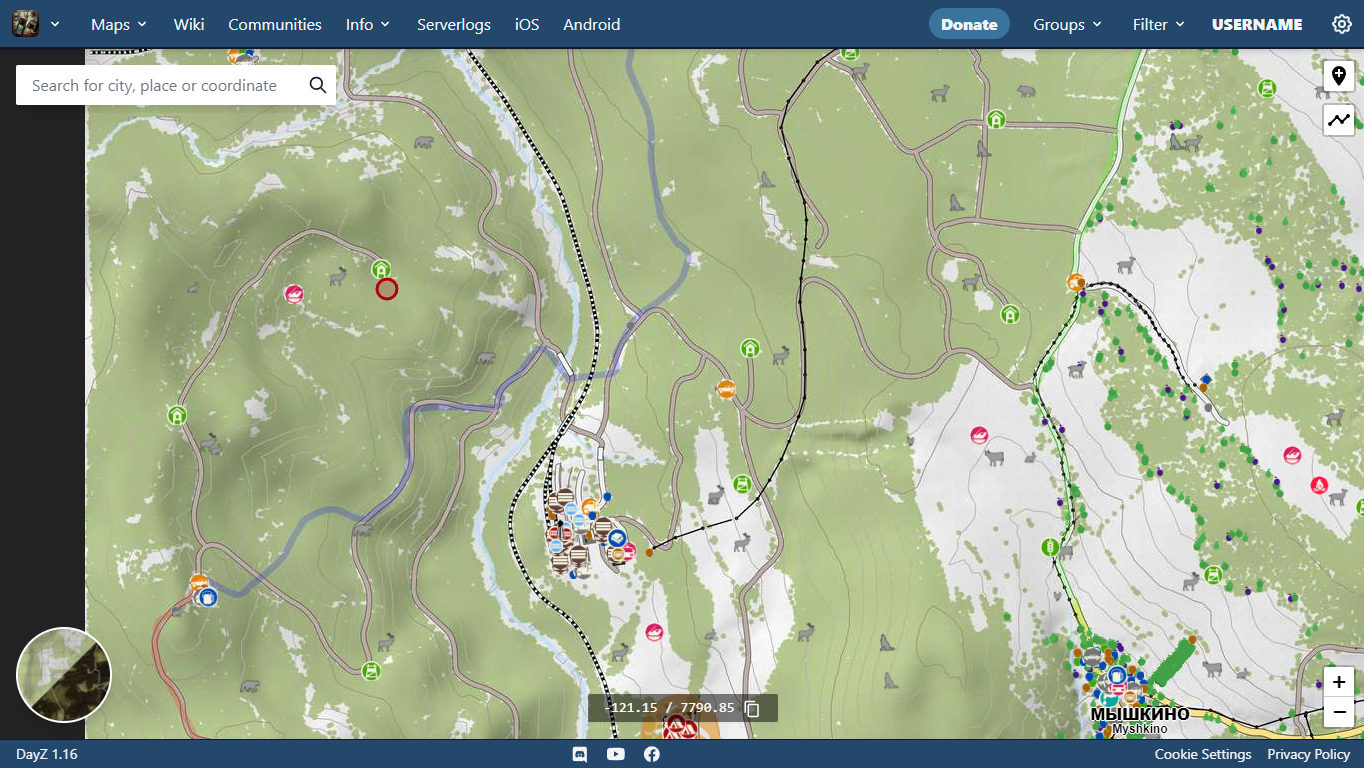 Maps Wiki Communities Info Serverlogs iOS Android Donate Groups Filter USERNAME
Search for city, place or coordinate
-121.15 / 7790.85
МЫШКИНО
Myshkino
DayZ 1.16 Cookie Settings Privacy Policy